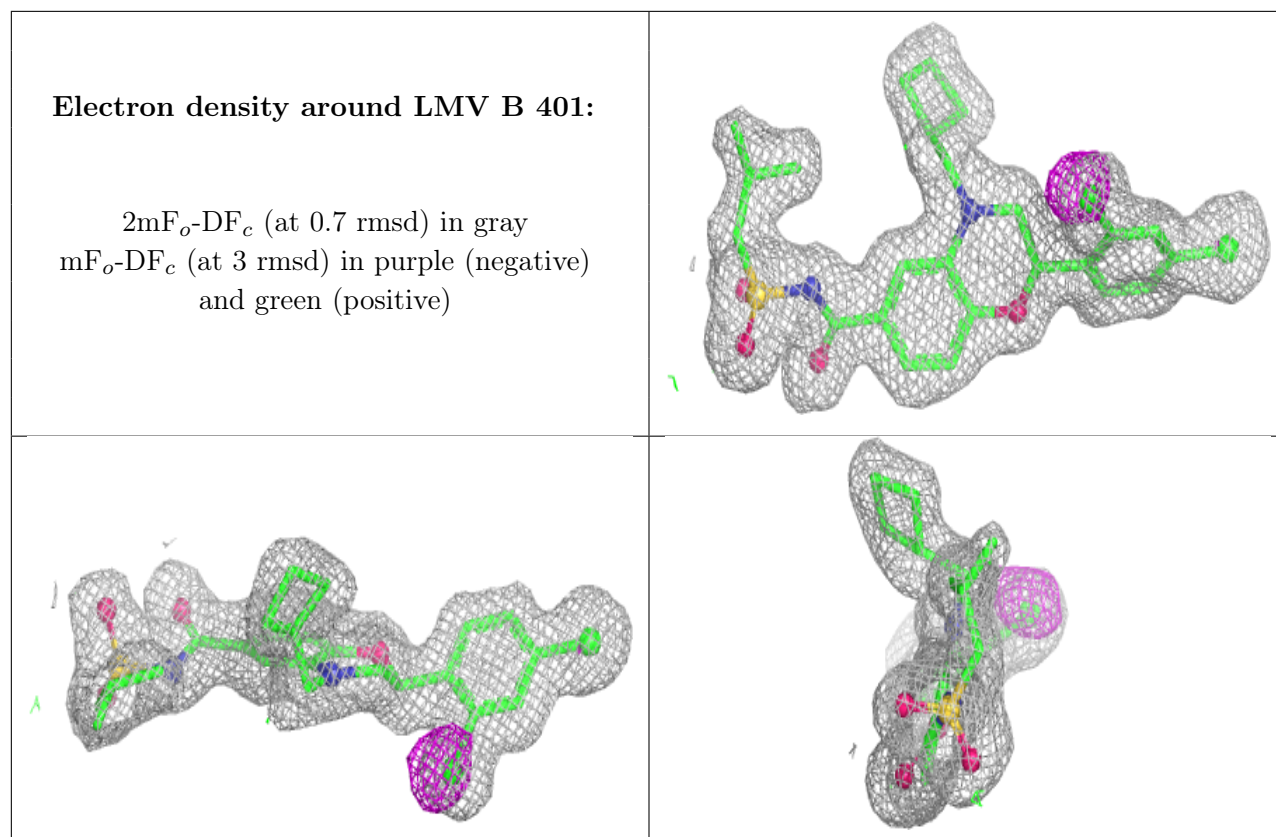 Electron density around LMV B 401:
2mFo-DFc (at 0.7 rmsd) in gray
mFo-DFc (at 3 rmsd) in purple (negative)
and green (positive)